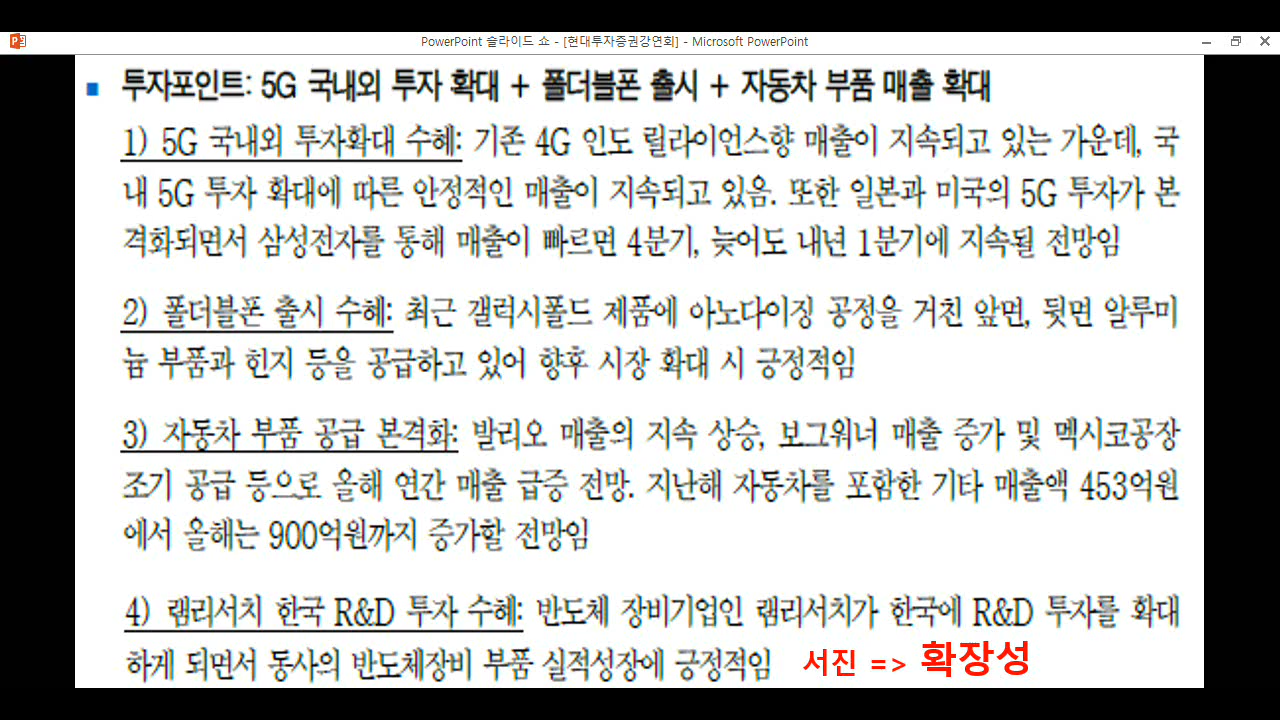 PowerPoint 슬라이드 쇼 - [현대투자증권강연회] - Microsoft PowerPoint
투자포인트: 5G 국내외 투자 확대 + 폴더블폰 출시 + 자동차 부품 매출 확대
1) 5G 국내외 투자확대 수혜: 기존 4G 인도 릴라이언스향 매출이 지속되고 있는 가운데, 국
내 5G 투자 확대에 따른 안정적인 매출이 지속되고 있음. 또한 일본과 미국의 5G 투자가 본
격화되면서 삼성전자를 통해 매출이 빠르면 4분기, 늦어도 내년 1분기에 지속될 전망임
2) 폴더블폰 출시 수혜: 최근 갤럭시폴드 제품에 아노다이징 공정을 거친 앞면, 뒷면 알루미
늄 부품과 힌지 등을 공급하고 있어 향후 시장 확대 시 긍정적임
3) 자동차 부품 공급 본격화: 발리오 매출의 지속 상승, 보그워너 매출 증가 및 멕시코공장
조기 공급 등으로 올해 연간 매출 급증 전망. 지난해 자동차를 포함한 기타 매출액 453억원
에서 올해는 900억원까지 증가할 전망임
4) 램리서치 한국 R&D 투자 수혜: 반도체 장비기업인 램리서치가 한국에 R&D 투자를 확대
하게 되면서 동사의 반도체장비 부품 실적성장에 긍정적임 서진 => 확장성